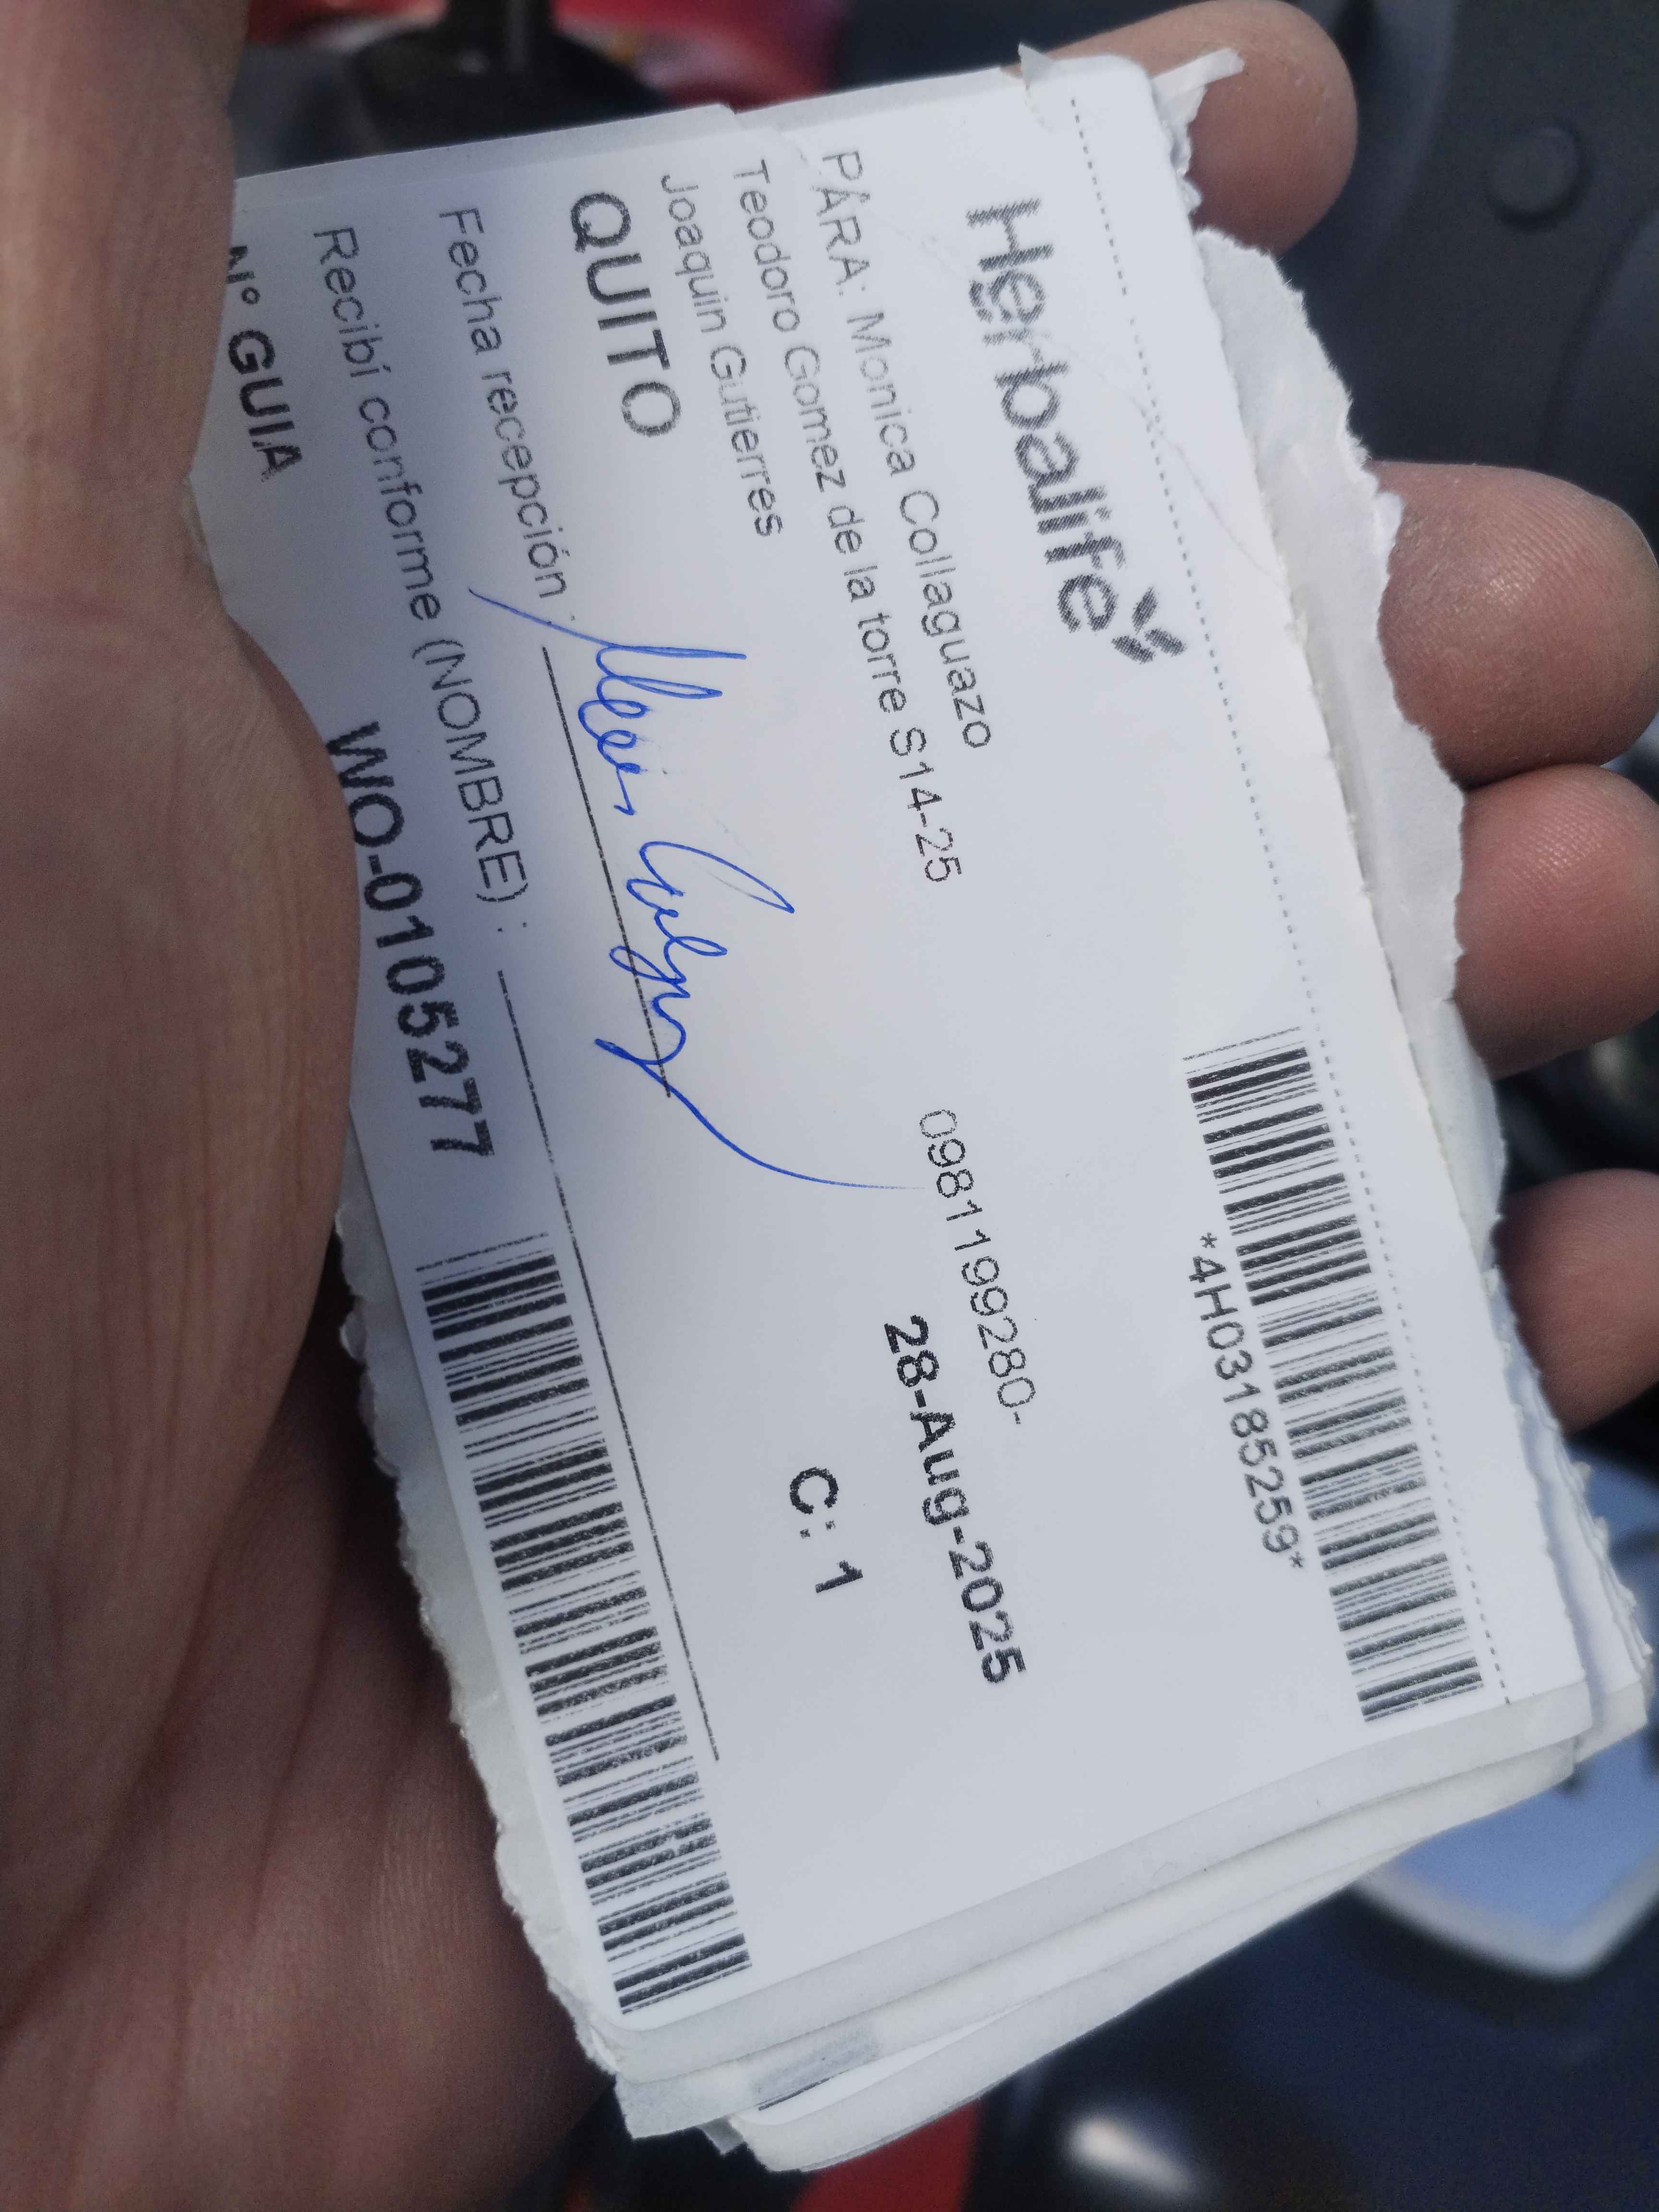 Herbalife
*4H03185259*
PARA: Monica Collaguazo
0981199280-
Teodoro Gomez de la torre S14-25
28-Aug-2025
Joaquin Gutierres
QUITO
C: 1
Fecha recepción :
Recibí conforme (NOMBRE) :
N° GUIA
WO-0105277